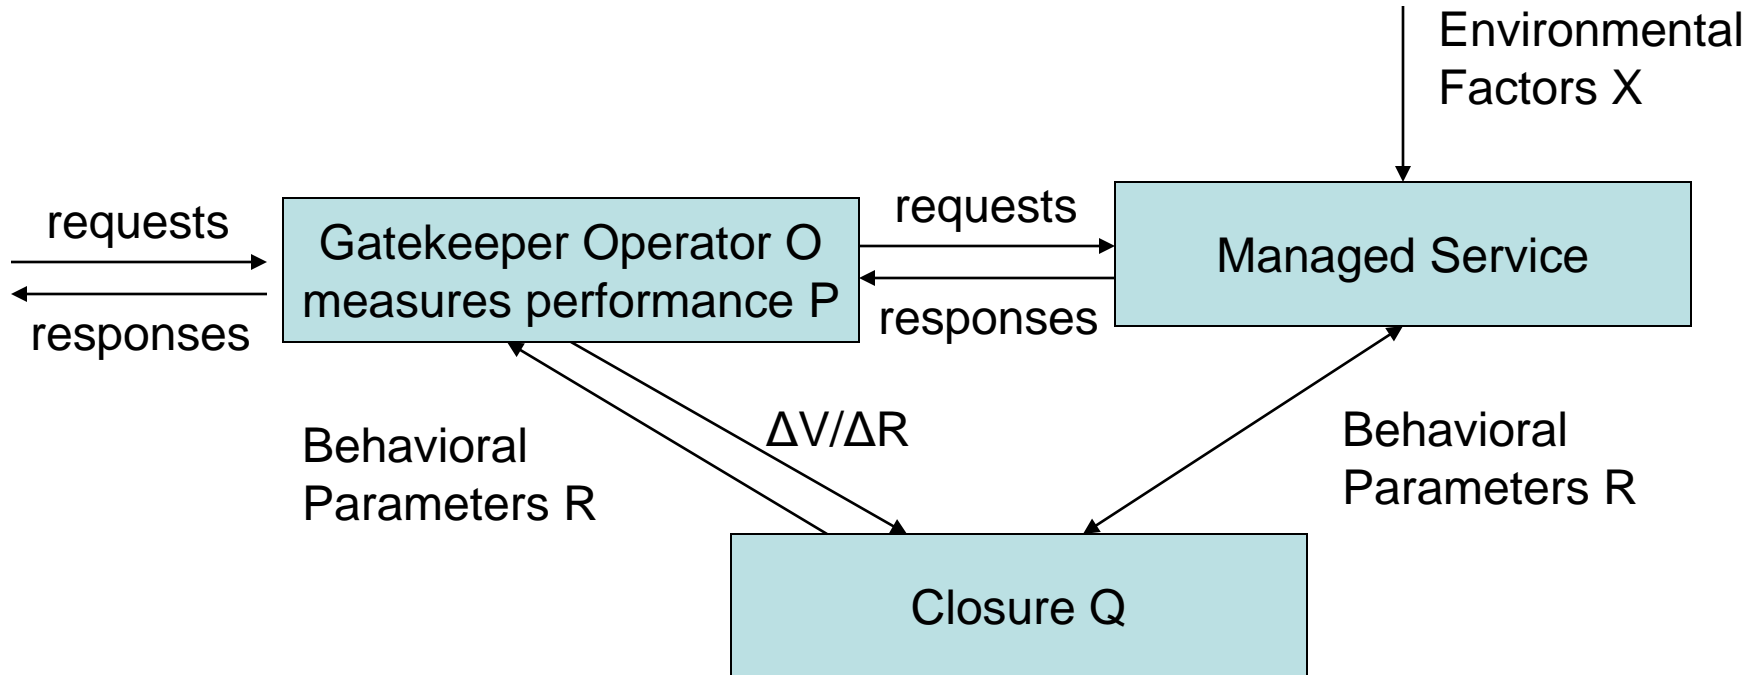 Environmental
Factors X
requests
responses
Gatekeeper Operator O
measures performance P
requests
responses
Managed Service
Behavioral
Parameters R
ΔV/ΔR
Behavioral
Parameters R
Closure Q